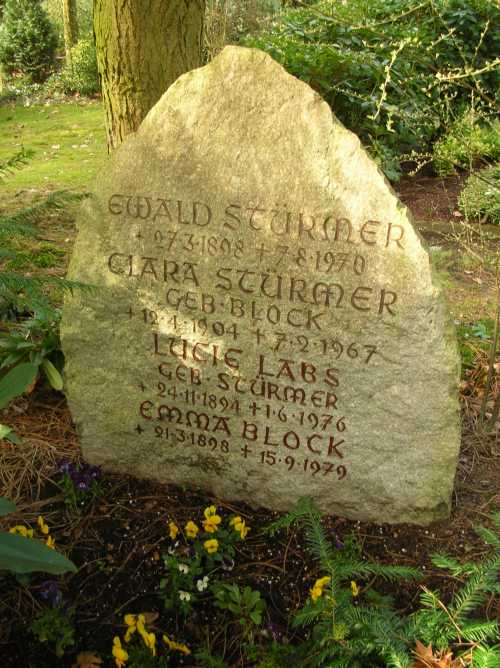 EWALD STÜRMER
+ 27·3·1898 + 7·8·1970
CLARA STÜRMER
GEB·BLOCK
+ 12·4·1904 + 7·2·1967
LUCIE LABS
GEB·STÜRMER
+ 24·11·1894 +1·6·1976
EMMA BLOCK
+ 21·3·1898 + 15·9·1979